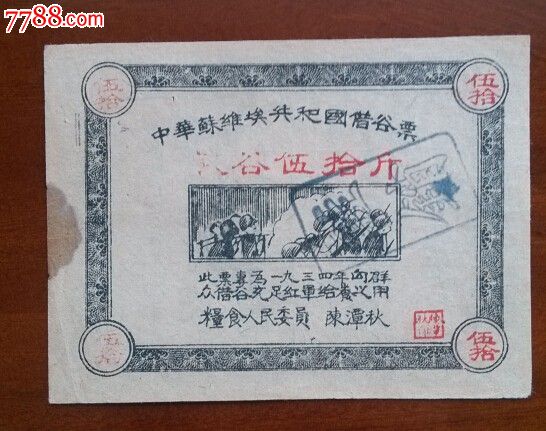 7788.com
伍拾
伍拾
中華蘇維埃共和國借谷票
谷伍拾斤
此票專為一九三四年向群
众借谷充足紅軍給養之用
糧食人民委員 陳潭秋
伍拾
伍拾